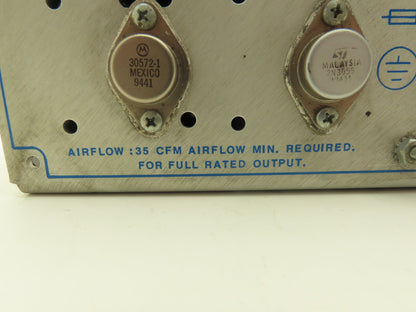 30572-1
MEXICO
9441
MALAYSIA
2N3055
AIRFLOW : 35 CFM AIRFLOW MIN. REQUIRED.
FOR FULL RATED OUTPUT.